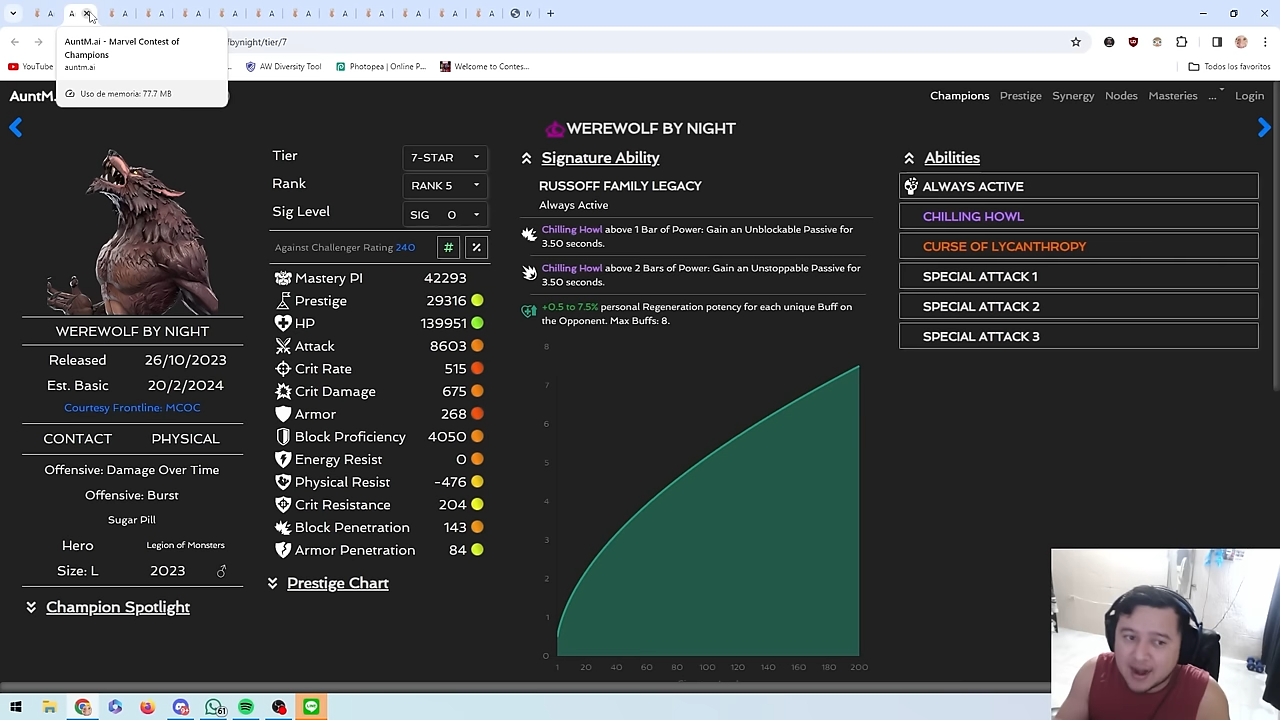 A A A A A A A A A A A A A M
AuntM.ai - Marvel Contest of
Champions
auntm.ai
Uso de memoria: 77.7 MB
bynight/tier/7
YouTube
AW Diversity Tool
Photopea | Online P...
Welcome to Contes...
Todos los favoritos
AuntM.
Champions
Prestige
Synergy
Nodes
Masteries
...
Login
WEREWOLF BY NIGHT
WEREWOLF BY NIGHT
Released 26/10/2023
Est. Basic 20/2/2024
Courtesy Frontline: MCOC
CONTACT PHYSICAL
Offensive: Damage Over Time
Offensive: Burst
Sugar Pill
Hero Legion of Monsters
Size: L 2023 ♂
Champion Spotlight
Tier 7-STAR
Rank RANK 5
Sig Level SIG 0
Against Challenger Rating 240 # %
Mastery PI 42293
Prestige 29316
HP 139951
Attack 8603
Crit Rate 515
Crit Damage 675
Armor 268
Block Proficiency 4050
Energy Resist 0
Physical Resist -476
Crit Resistance 204
Block Penetration 143
Armor Penetration 84
Prestige Chart
Signature Ability
RUSSOFF FAMILY LEGACY
Always Active
Chilling Howl above 1 Bar of Power: Gain an Unblockable Passive for
3.50 seconds.
Chilling Howl above 2 Bars of Power: Gain an Unstoppable Passive for
3.50 seconds.
+0.5 to 7.5% personal Regeneration potency for each unique Buff on
the Opponent. Max Buffs: 8.
8
7
6
5
4
3
2
1
0
1 20 40 60 80 100 120 140 160 180 200
Abilities
ALWAYS ACTIVE
CHILLING HOWL
CURSE OF LYCANTHROPY
SPECIAL ATTACK 1
SPECIAL ATTACK 2
SPECIAL ATTACK 3
61
LINE